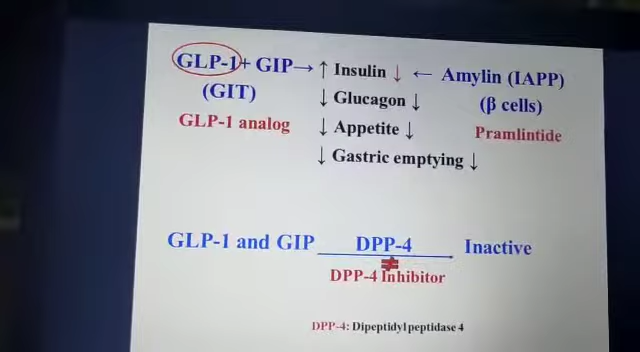 GLP-1+ GIP→ ↑ Insulin ↓ ← Amylin (IAPP)
(GIT) ↓ Glucagon ↓ (β cells)
GLP-1 analog ↓ Appetite ↓ Pramlintide
↓ Gastric emptying ↓
GLP-1 and GIP DPP-4 Inactive
DPP-4 Inhibitor
DPP-4: Dipeptidyl peptidase 4